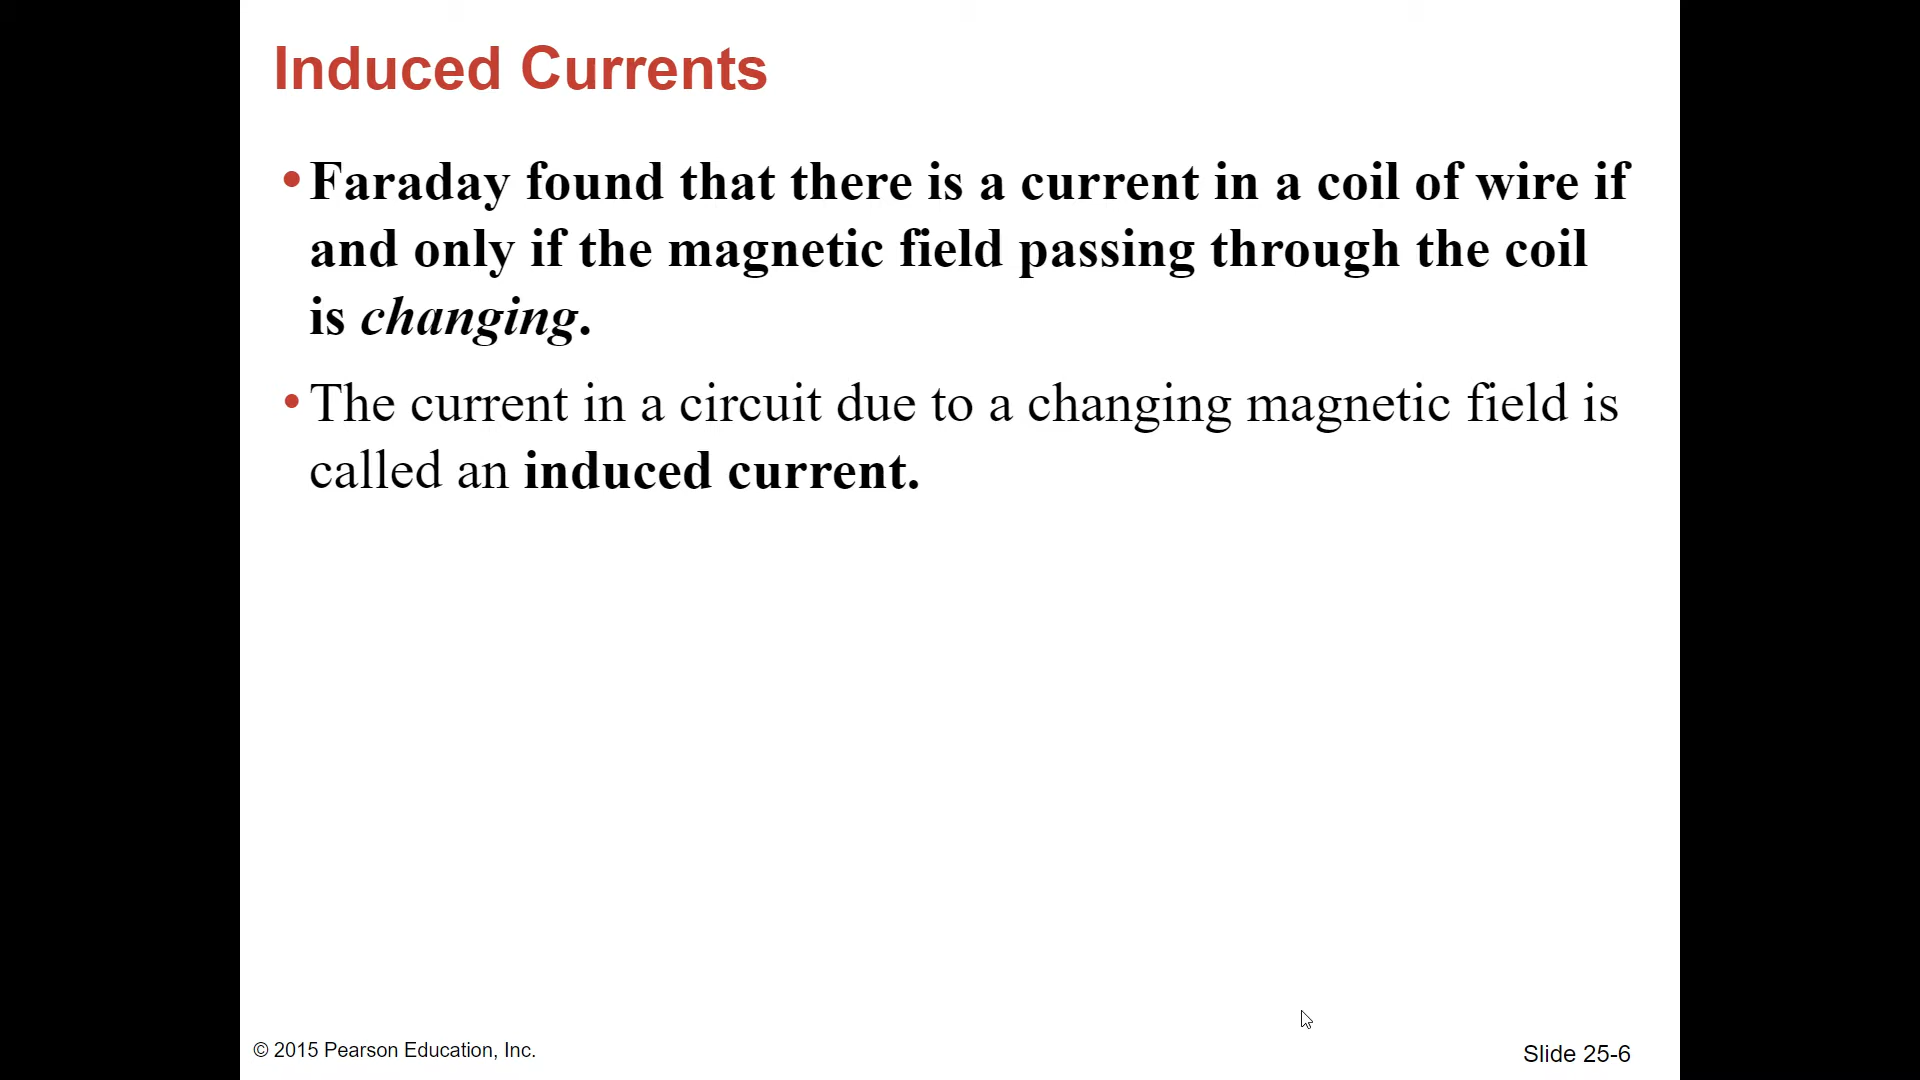 Induced Currents
• Faraday found that there is a current in a coil of wire if
and only if the magnetic field passing through the coil
is changing.
• The current in a circuit due to a changing magnetic field is
called an induced current.
© 2015 Pearson Education, Inc.
Slide 25-6